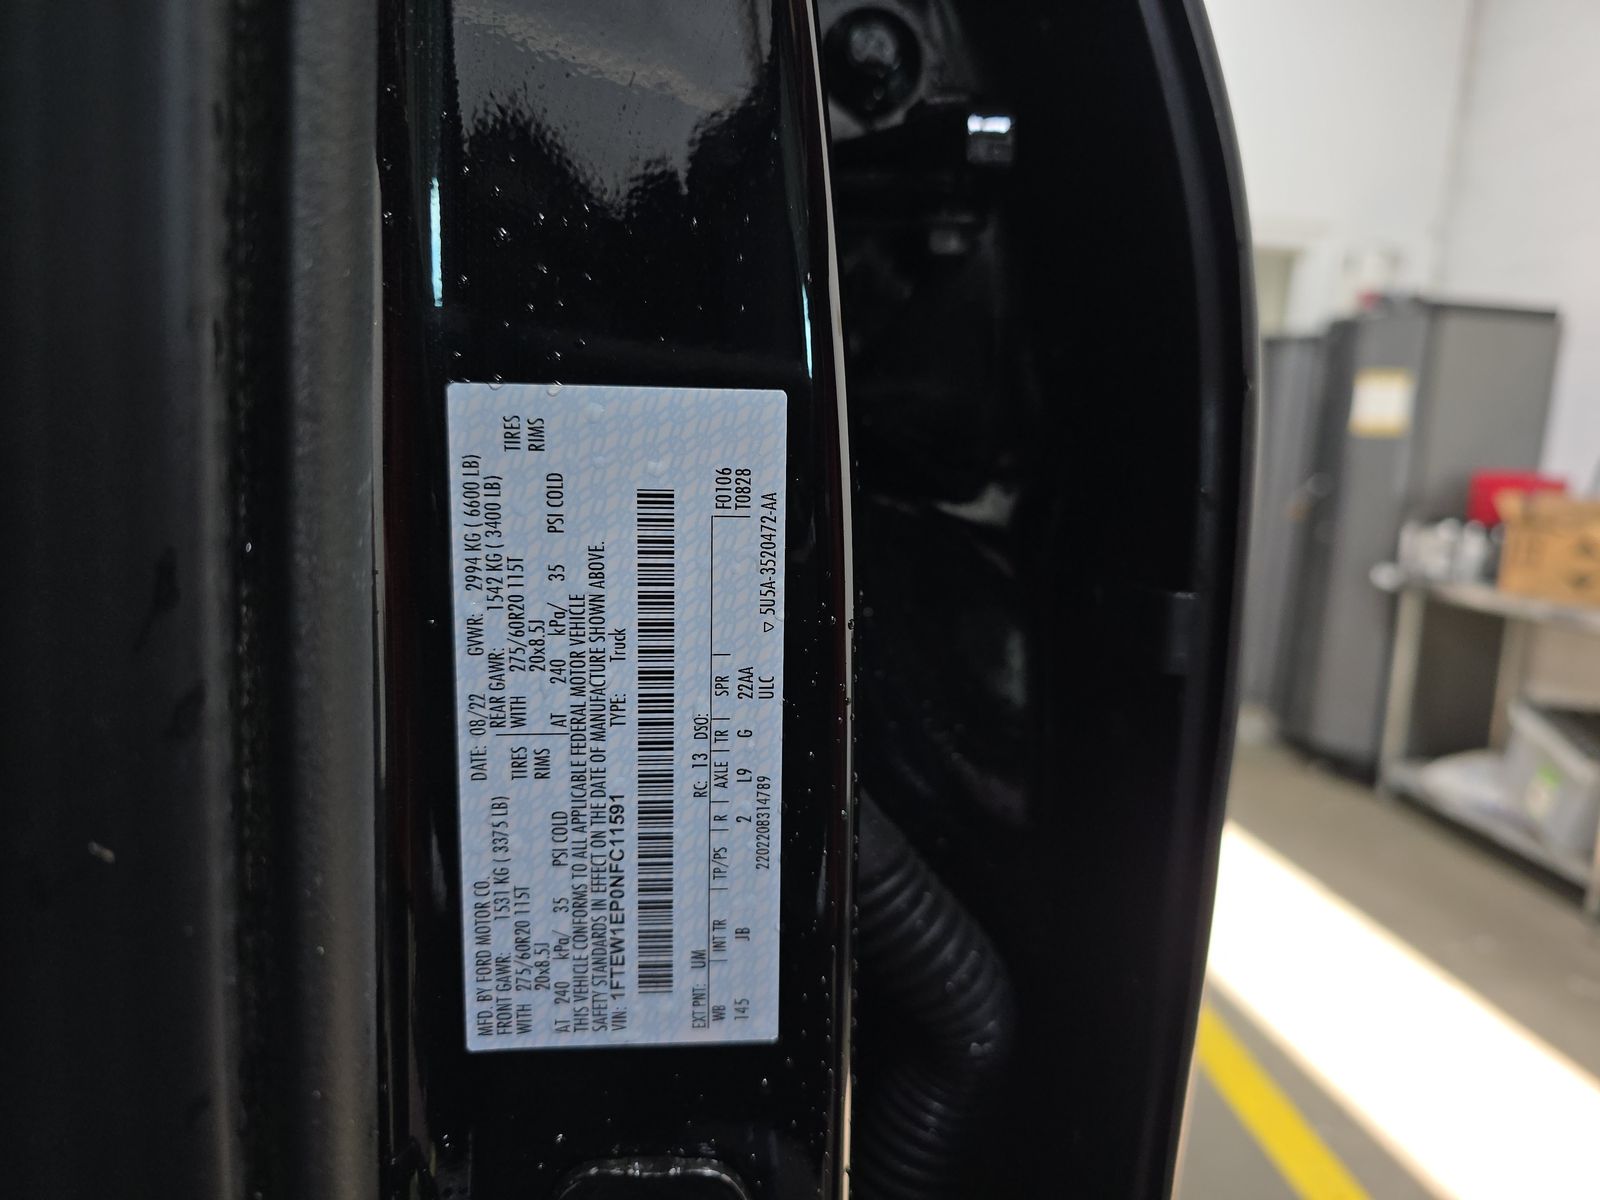 MFD. BY FORD MOTOR CO. DATE: 08/22 GVWR: 2994 KG ( 6600 LB)
FRONT GAWR: 1531 KG ( 3375 LB) REAR GAWR: 1542 KG ( 3400 LB)
WITH 275/60R20 115T TIRES WITH 275/60R20 115T TIRES
20x8.5J RIMS 20x8.5J RIMS
AT 240 kPa/ 35 PSI COLD AT 240 kPa/ 35 PSI COLD
THIS VEHICLE CONFORMS TO ALL APPLICABLE FEDERAL MOTOR VEHICLE
SAFETY STANDARDS IN EFFECT ON THE DATE OF MANUFACTURE SHOWN ABOVE.
VIN: 1FTEW1EP0NFC11591 TYPE: Truck
EXT PNT: UM RC: 13 DSO:
WB | INT TR | TP/PS | R | AXLE | TR | SPR | F0106
145 JB 2 L9 G 22AA T0828
2202208314789 ULC ▽ 5U5A-3520472-AA